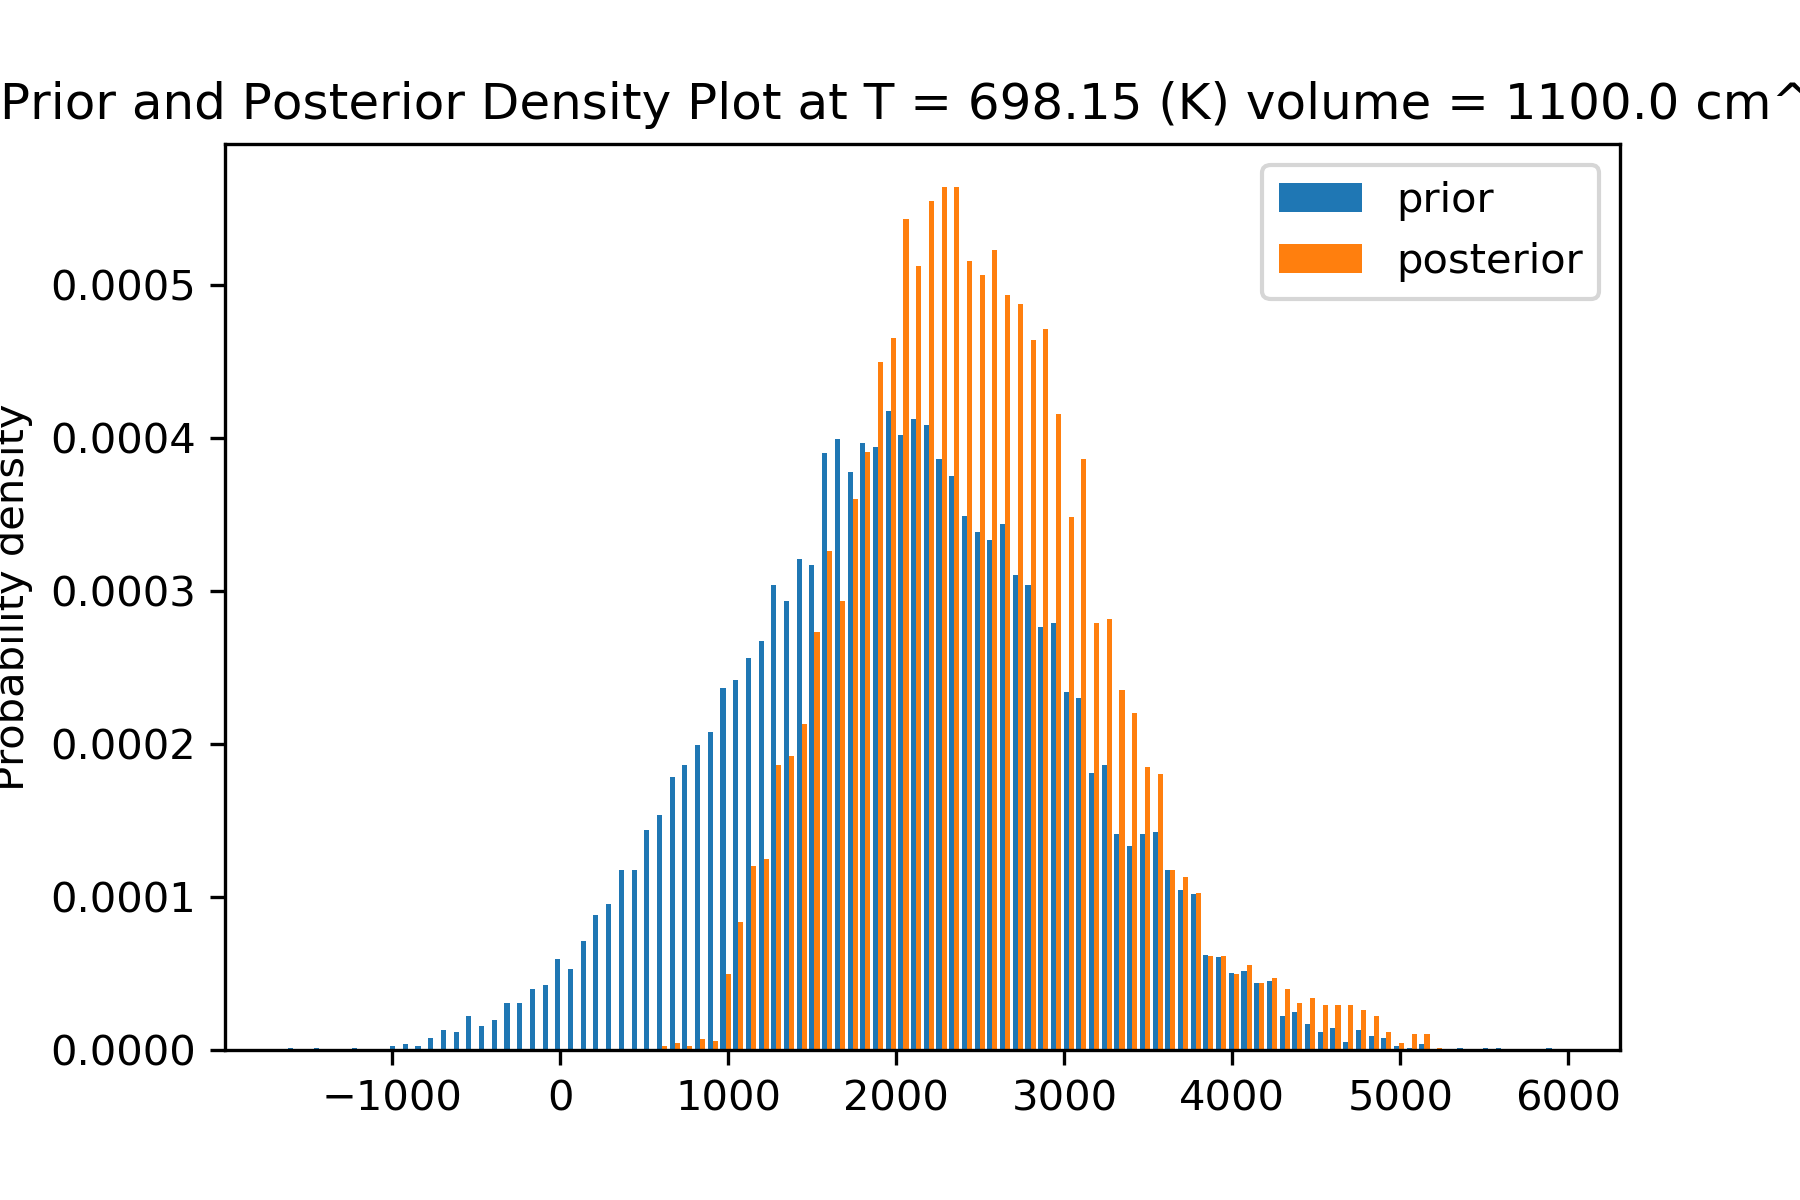 Prior and Posterior Density Plot at T = 698.15 (K) volume = 1100.0 cm^
prior
posterior
Probability density
0.0005
0.0004
0.0003
0.0002
0.0001
0.0000
−1000 0 1000 2000 3000 4000 5000 6000